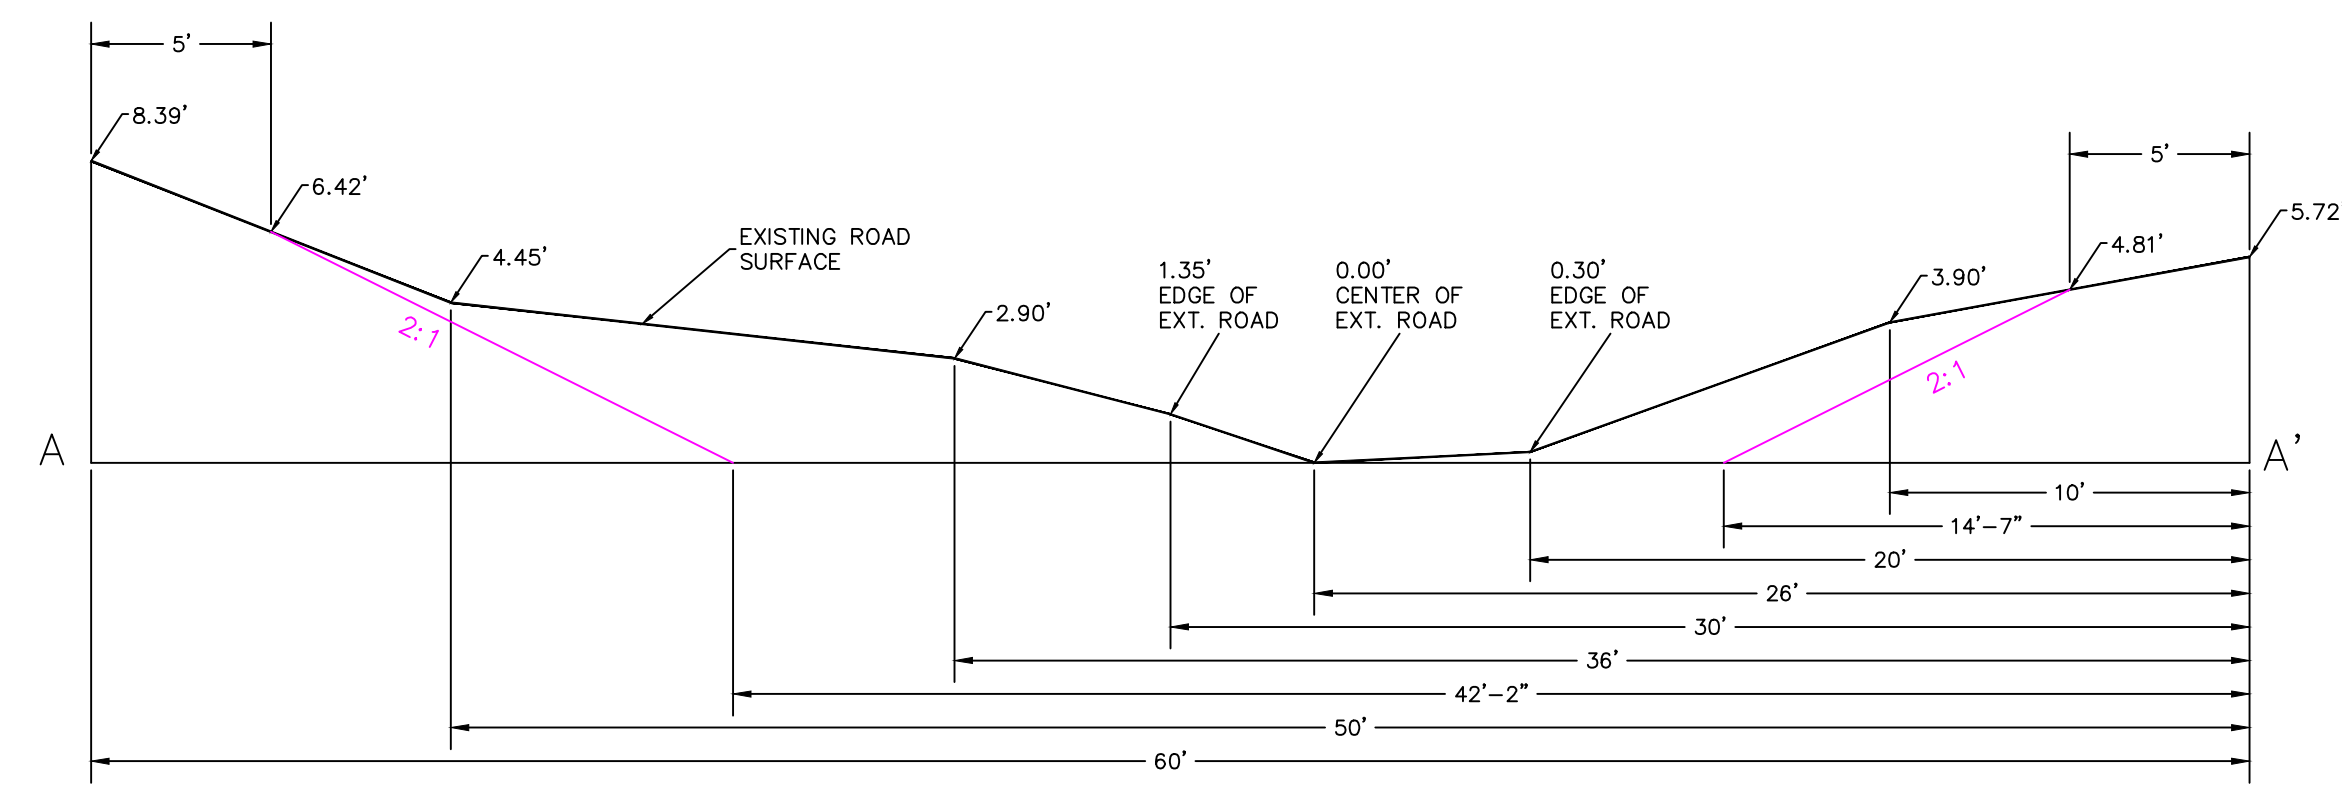 5'
8.39'
5'
6.42'
5.72
EXISTING ROAD
SURFACE
4.45'
4.81'
1.35'
EDGE OF
EXT. ROAD
0.00'
CENTER OF
EXT. ROAD
0.30'
EDGE OF
EXT. ROAD
3.90'
2.90'
2:1
2:1
A
A'
10'
14'-7"
20'
26'
30'
36'
42'-2"
50'
60'